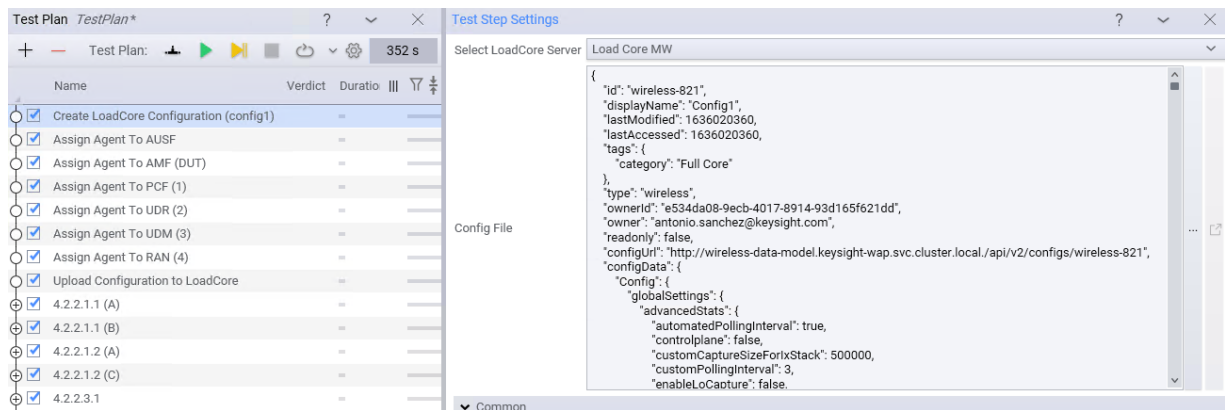 Test Plan TestPlan* ?
Test Plan: 352 s
Name Verdict Duratio
Create LoadCore Configuration (config1)
Assign Agent To AUSF
Assign Agent To AMF (DUT)
Assign Agent To PCF (1)
Assign Agent To UDR (2)
Assign Agent To UDM (3)
Assign Agent To RAN (4)
Upload Configuration to LoadCore
4.2.2.1.1 (A)
4.2.2.1.1 (B)
4.2.2.1.2 (A)
4.2.2.1.2 (C)
4.2.2.3.1
Test Step Settings ?
Select LoadCore Server Load Core MW
Config File
{
"id": "wireless-821",
"displayName": "Config1",
"lastModified": 1636020360,
"lastAccessed": 1636020360,
"tags": {
"category": "Full Core"
},
"type": "wireless",
"ownerId": "e534da08-9ecb-4017-8914-93d165f621dd",
"owner": "antonio.sanchez@keysight.com",
"readonly": false,
"configUrl": "http://wireless-data-model.keysight-wap.svc.cluster.local./api/v2/configs/wireless-821",
"configData": {
"Config": {
"globalSettings": {
"advancedStats": {
"automatedPollingInterval": true,
"controlplane": false,
"customCaptureSizeForIxStack": 500000,
"customPollingInterval": 3,
"enableLoCapture": false,
...
Common